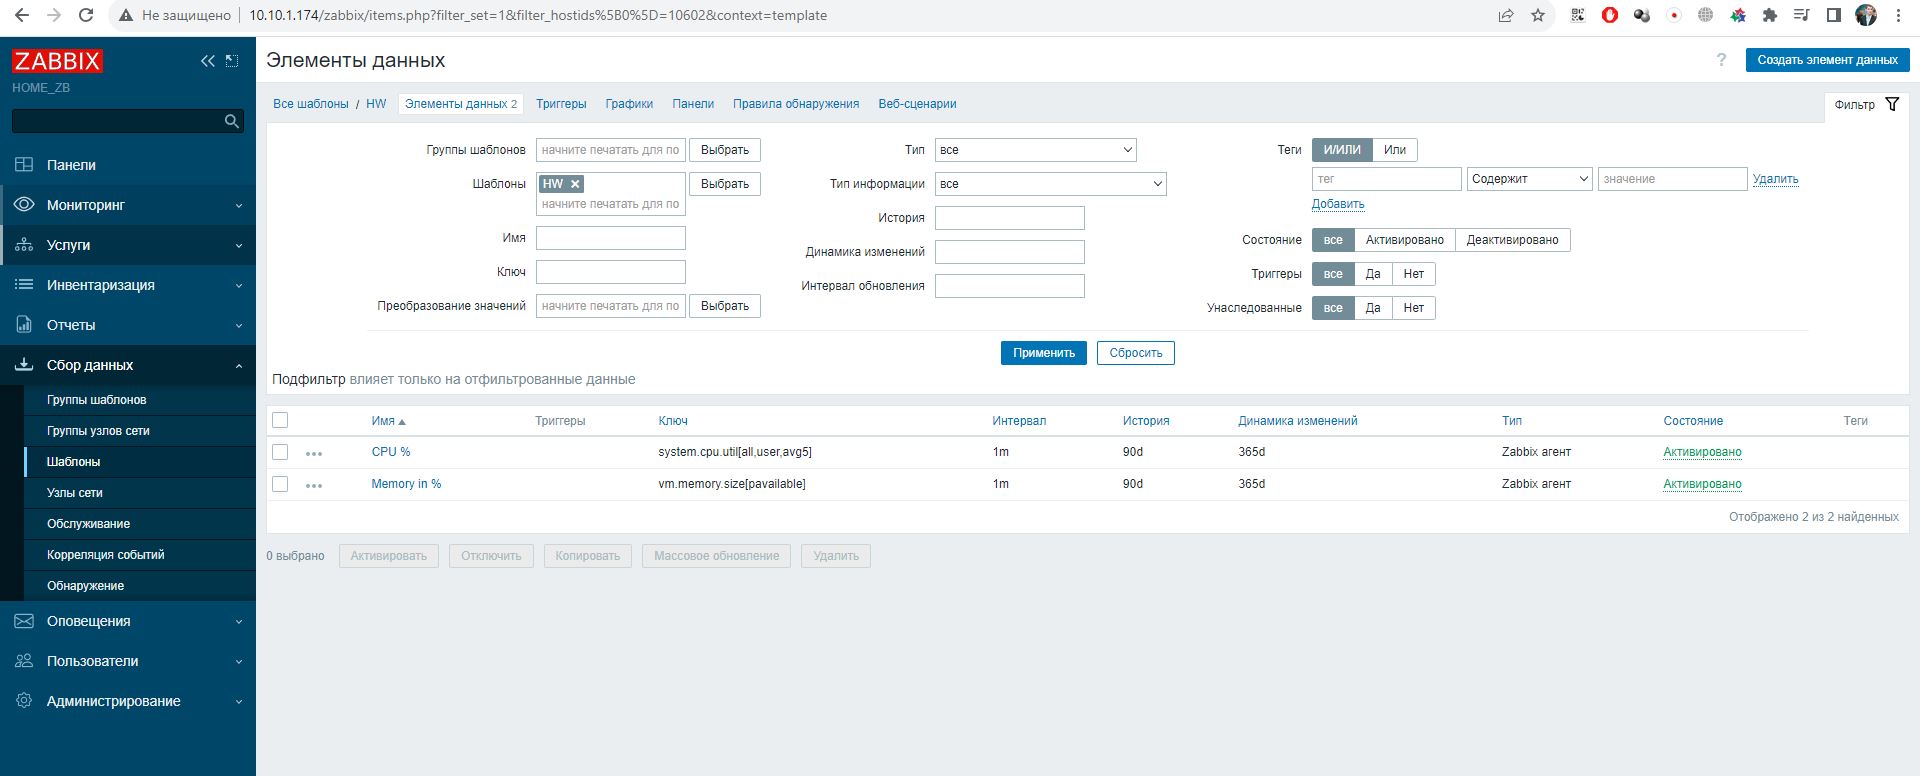 Не защищено 10.10.1.174/zabbix/items.php?filter_set=1&filter_hostids%5B0%5D=10602&context=template
ZABBIX
HOME_ZB
Панели
Мониторинг
Услуги
Инвентаризация
Отчеты
Сбор данных
Группы шаблонов
Группы узлов сети
Шаблоны
Узлы сети
Обслуживание
Корреляция событий
Обнаружение
Оповещения
Пользователи
Администрирование
Элементы данных
? Создать элемент данных
Все шаблоны / HW Элементы данных 2 Триггеры Графики Панели Правила обнаружения Веб-сценарии
Фильтр
Группы шаблонов начните печатать для по Выбрать
Шаблоны HW Выбрать
начните печатать для по
Имя
Ключ
Преобразование значений начните печатать для по Выбрать
Тип все
Тип информации все
История
Динамика изменений
Интервал обновления
Теги И/ИЛИ Или
тег Содержит значение Удалить
Добавить
Состояние все Активировано Деактивировано
Триггеры все Да Нет
Унаследованные все Да Нет
Применить Сбросить
Подфильтр влияет только на отфильтрованные данные
Имя Триггеры Ключ Интервал История Динамика изменений Тип Состояние Теги
CPU % system.cpu.util[all,user,avg5] 1m 90d 365d Zabbix агент Активировано
Memory in % vm.memory.size[pavailable] 1m 90d 365d Zabbix агент Активировано
Отображено 2 из 2 найденных
0 выбрано Активировать Отключить Копировать Массовое обновление Удалить